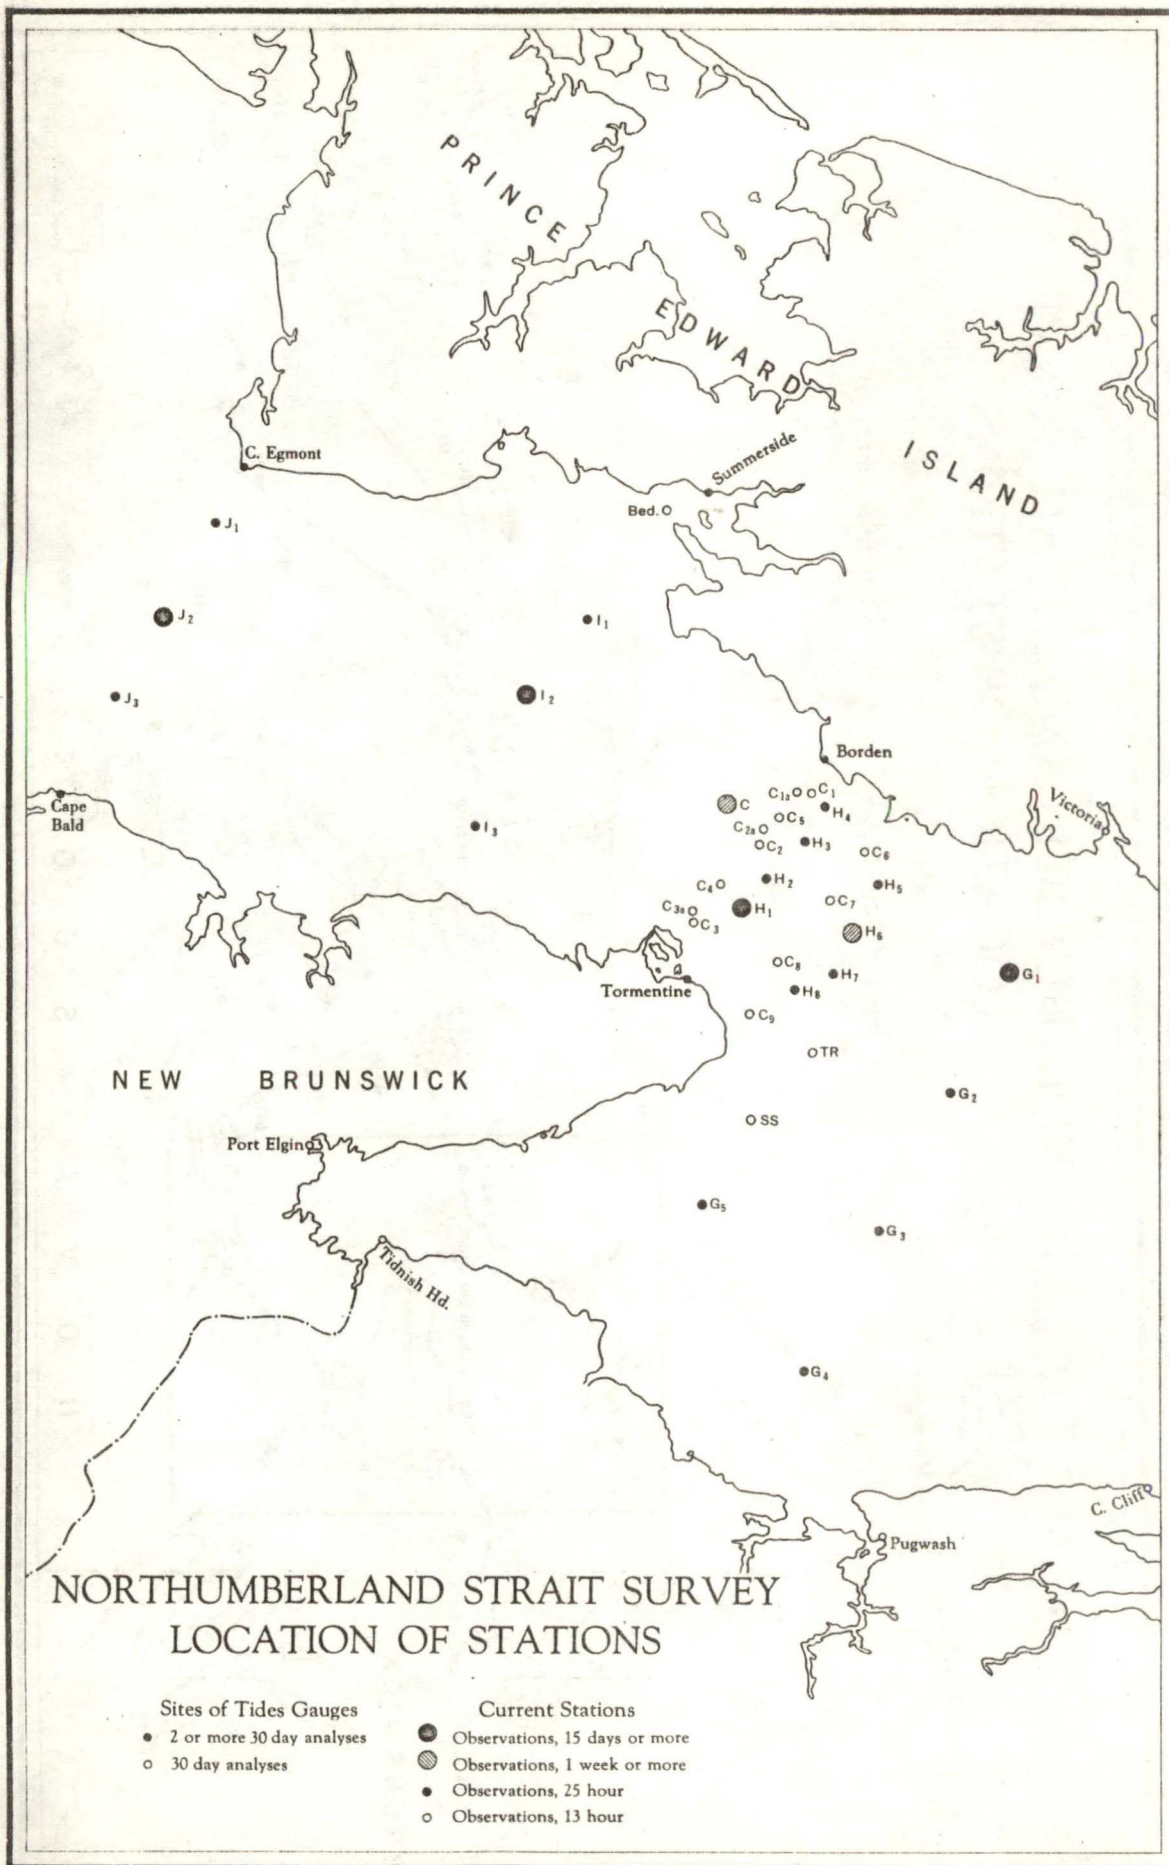 PRINCE
EDWARD
ISLAND
C. Egmont
Summerside
Bed.
J1
J2
I1
J3
I2
Borden
Cape
Bald
C1a
C1
C
H4
Victoria
C5
I3
C2a
C2
H3
C6
C4
H2
H5
C7
C3a
H1
C3
H6
C8
H7
G1
Tormentine
H8
C9
TR
NEW BRUNSWICK
G2
SS
Port Elgin
G5
G3
Tidnish Hd.
G4
C. Cliff
Pugwash
NORTHUMBERLAND STRAIT SURVEY
LOCATION OF STATIONS
Sites of Tides Gauges
2 or more 30 day analyses
30 day analyses
Current Stations
Observations, 15 days or more
Observations, 1 week or more
Observations, 25 hour
Observations, 13 hour